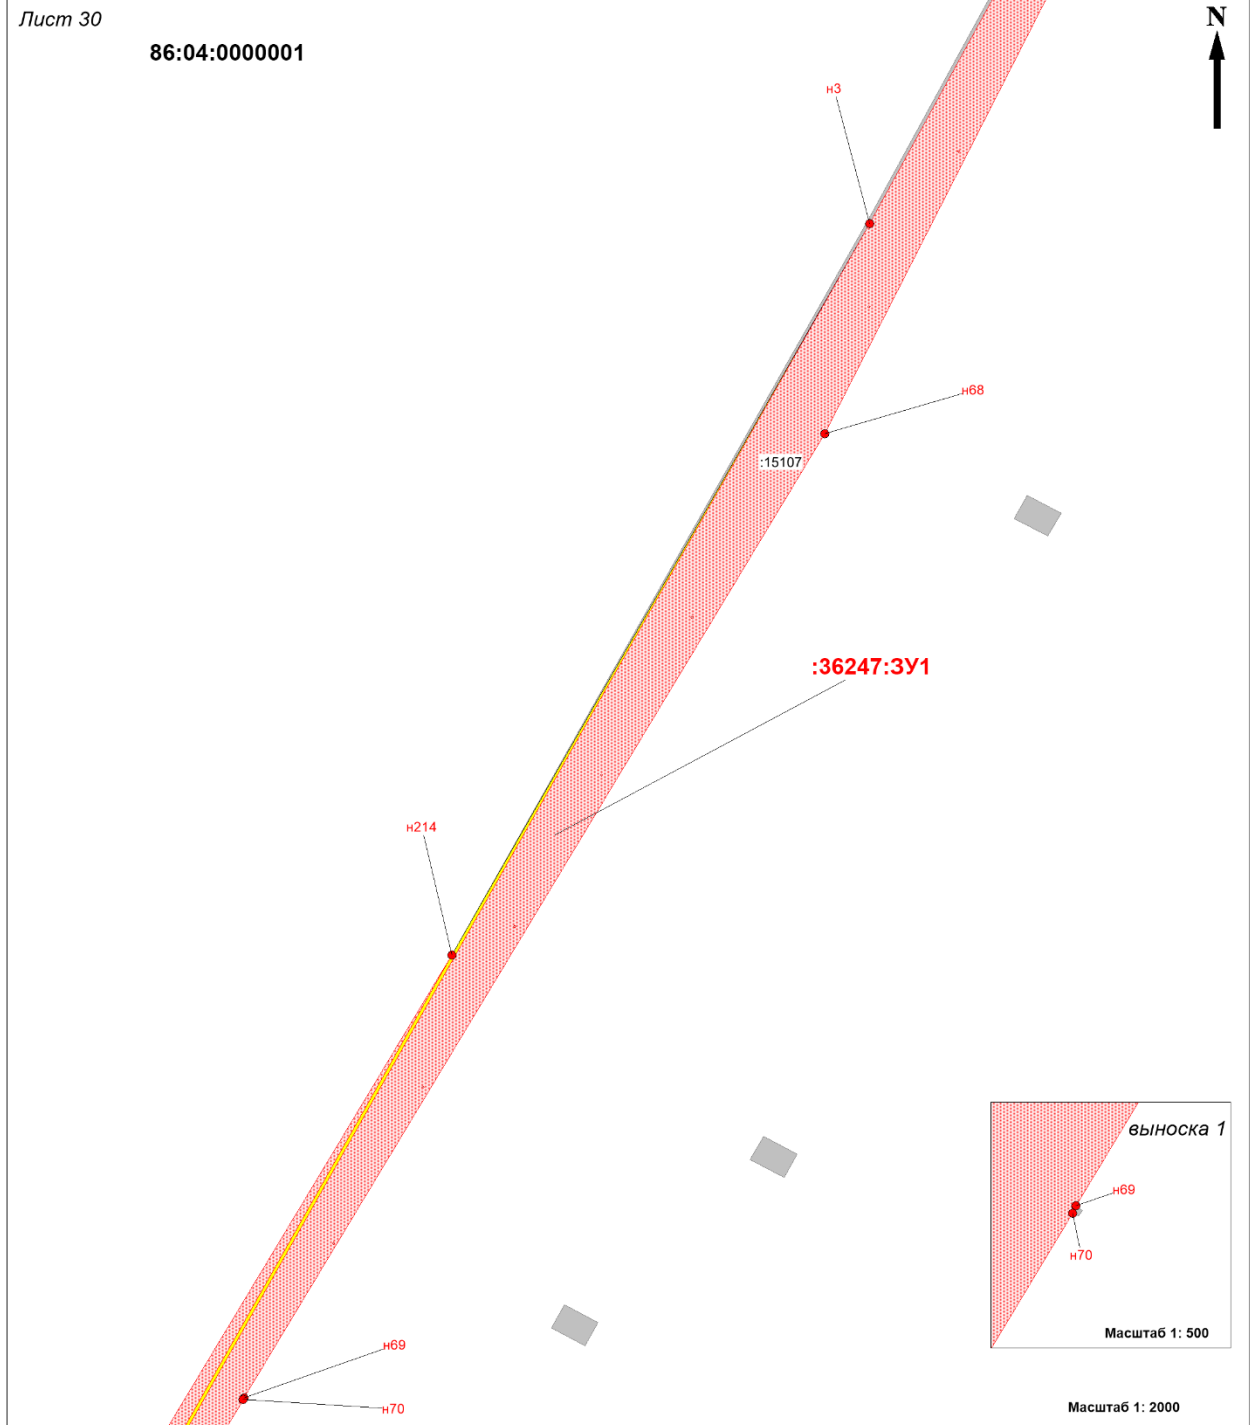 Лист 30
N
86:04:0000001
н3
н68
:15107
:36247:ЗУ1
н214
выноска 1
н69
н70
Масштаб 1: 500
н69
н70
Масштаб 1: 2000